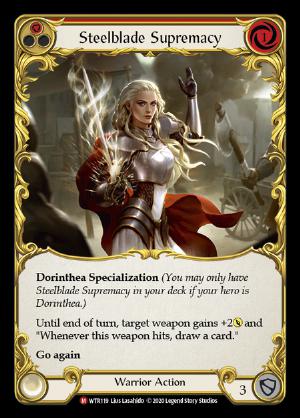 Steelblade Supremacy
1
Dorinthea Specialization (You may only have
Steelblade Supremacy in your deck if your hero is
Dorinthea.)
Until end of turn, target weapon gains +2 and
"Whenever this weapon hits, draw a card."
Go again
Warrior Action
3
M WTR119 Lius Lasahido © 2020 Legend Story Studios